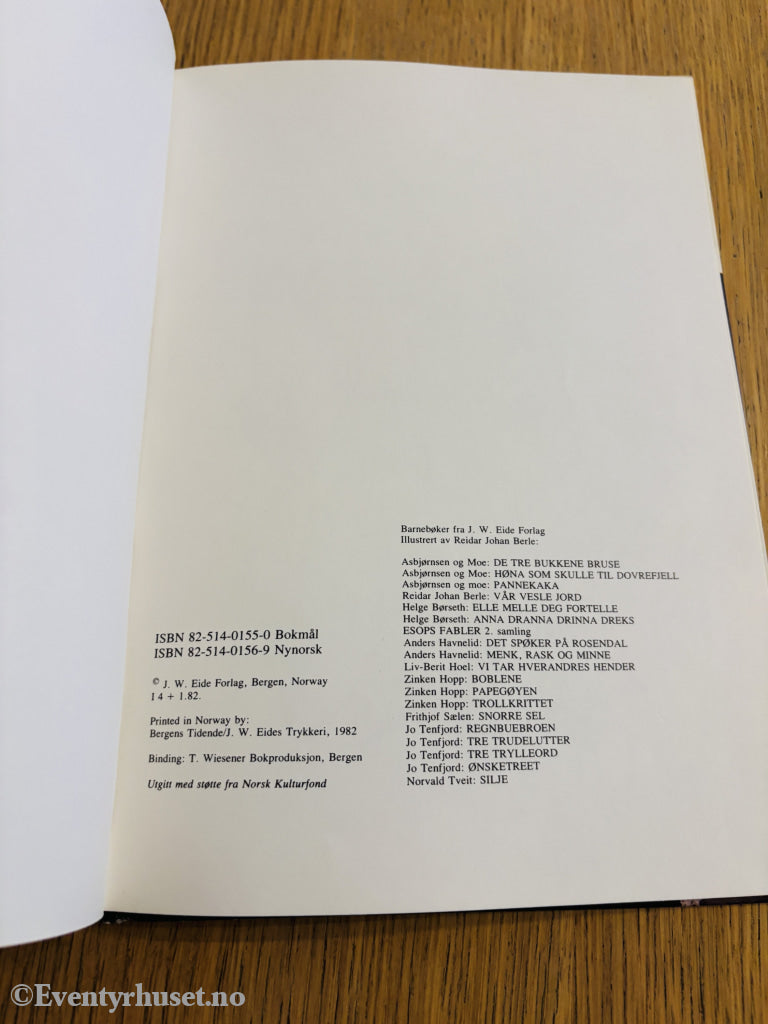 Barnebøker fra J. W. Eide Forlag
Illustrert av Reidar Johan Berle:
Asbjørnsen og Moe: DE TRE BUKKENE BRUSE
Asbjørnsen og Moe: HØNA SOM SKULLE TIL DOVREFJELL
Asbjørnsen og moe: PANNEKAKA
Reidar Johan Berle: VÅR VESLE JORD
Helge Børseth: ELLE MELLE DEG FORTELLE
Helge Børseth: ANNA DRANNA DRINNA DREKS
ESOPS FABLER 2. samling
Anders Havnelid: DET SPØKER PÅ ROSENDAL
Anders Havnelid: MENK, RASK OG MINNE
Liv-Berit Hoel: VI TAR HVERANDRES HENDER
Zinken Hopp: BOBLENE
Zinken Hopp: PAPEGØYEN
Zinken Hopp: TROLLKRITTET
Frithjof Sælen: SNORRE SEL
Jo Tenfjord: REGNBUEBROEN
Jo Tenfjord: TRE TRUDELUTTER
Jo Tenfjord: TRE TRYLLEORD
Jo Tenfjord: ØNSKETREET
Norvald Tveit: SILJE
ISBN 82-514-0155-0 Bokmål
ISBN 82-514-0156-9 Nynorsk
© J. W. Eide Forlag, Bergen, Norway
1 4 + 1.82.
Printed in Norway by:
Bergens Tidende/J. W. Eides Trykkeri, 1982
Binding: T. Wiesener Bokproduksjon, Bergen
Utgitt med støtte fra Norsk Kulturfond
©Eventyrhuset.no